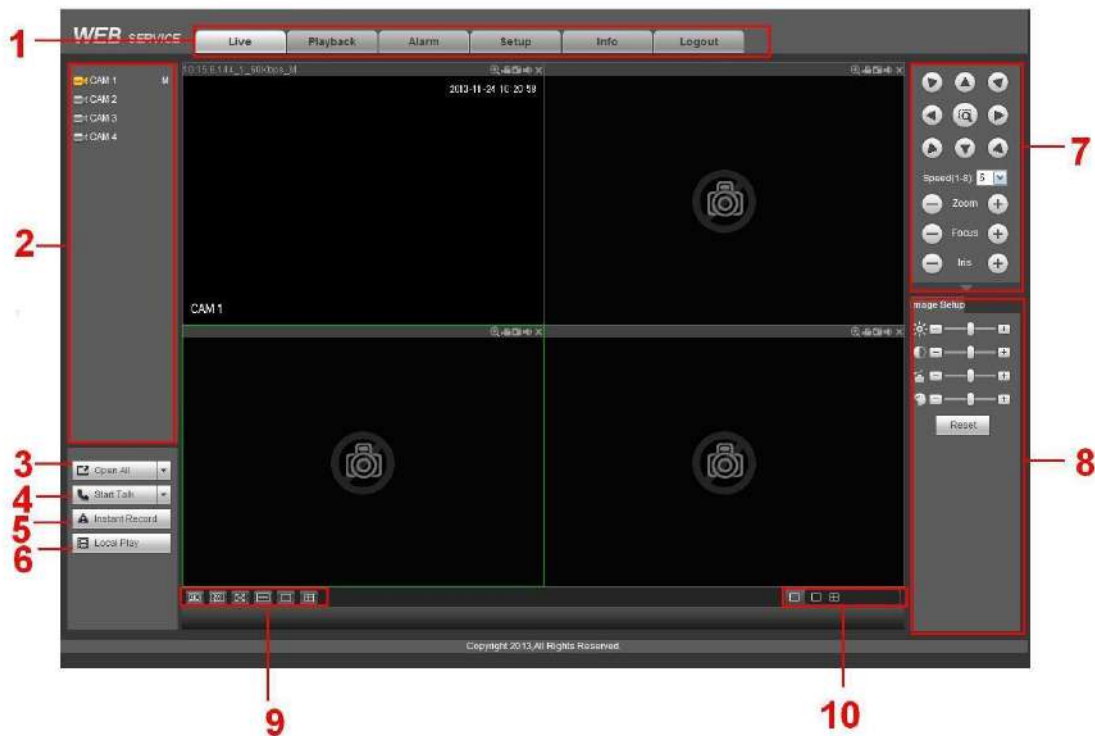 WEB SERVICE
Live
Playback
Alarm
Setup
Info
Logout
1
CAM 1 M
CAM 2
CAM 3
CAM 4
2013-11-24 10 20 58
CAM 1
2
3
Open All
4
Start Talk
5
Instant Record
6
Local Play
Speed(1-8) 5
Zoom
Focus
Iris
7
mage Setup
Reset
8
9
10
Copyright 2013,All Rights Reserved.